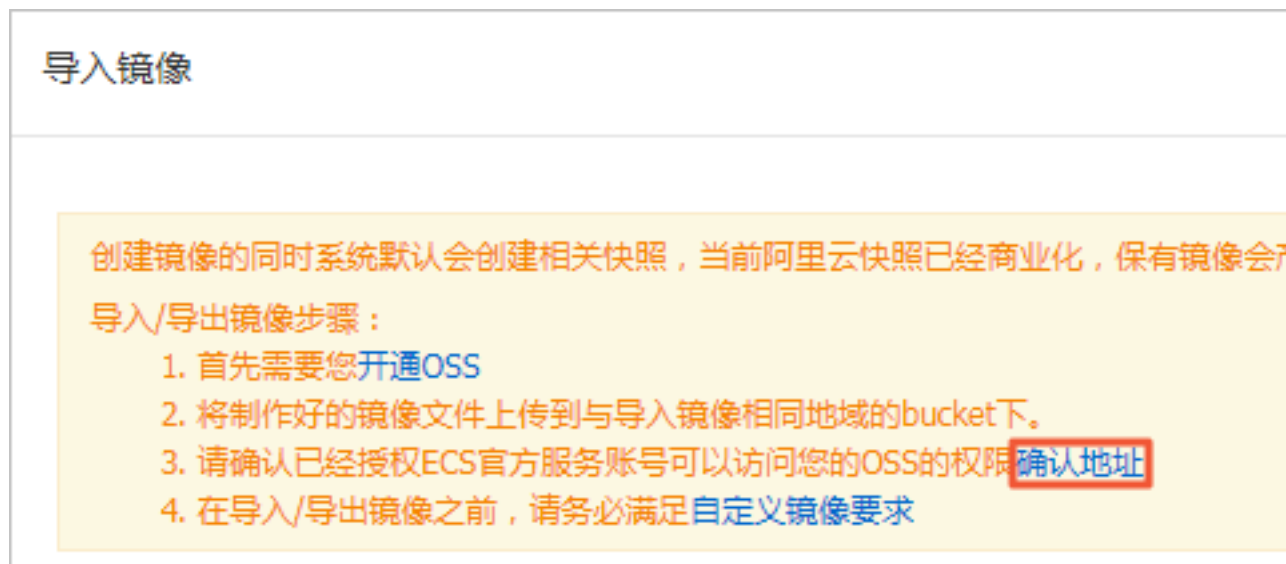 导入镜像
创建镜像的同时系统默认会创建相关快照，当前阿里云快照已经商业化，保有镜像会
导入/导出镜像步骤：
1. 首先需要您开通OSS
2. 将制作好的镜像文件上传到与导入镜像相同地域的bucket下。
3. 请确认已经授权ECS官方服务账号可以访问您的OSS的权限确认地址
4. 在导入/导出镜像之前，请务必满足自定义镜像要求